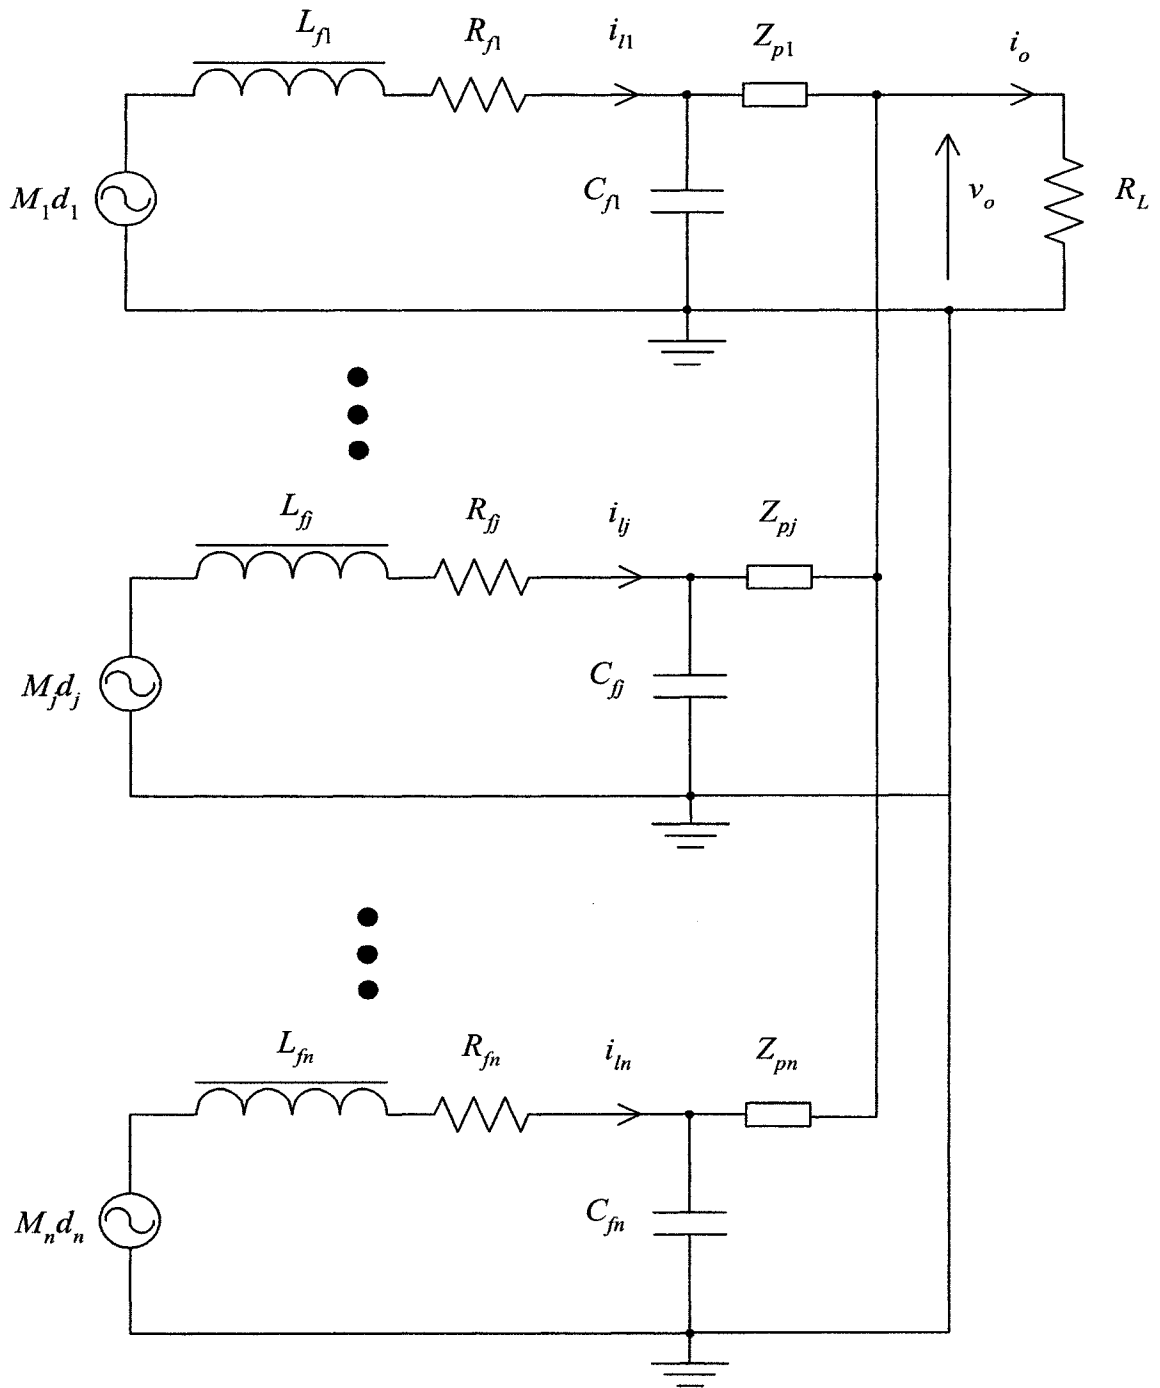 L_{f1} R_{f1} i_{l1} Z_{p1} i_o
M_1d_1 C_{f1} v_o R_L
L_{fj} R_{fj} i_{lj} Z_{pj}
M_jd_j C_{fj}
L_{fn} R_{fn} i_{ln} Z_{pn}
M_nd_n C_{fn}